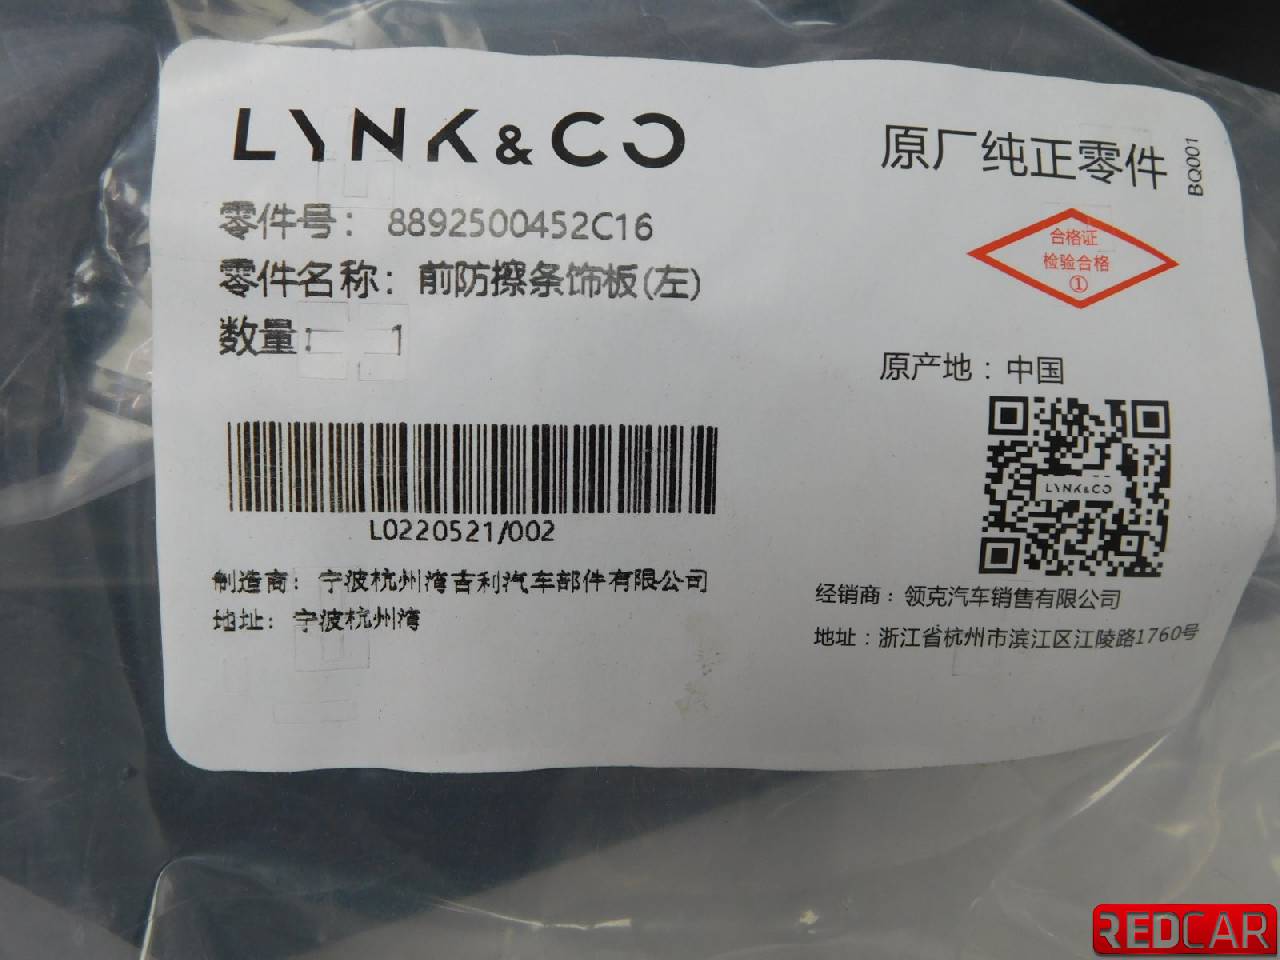 LYNK&CO
原厂纯正零件
BQ001
零件号： 8892500452C16
零件名称：前防擦条饰板(左)
数量： 1
合格证
检验合格
①
原产地：中国
LYNK&CO
L0220521/002
制造商：宁波杭州湾吉利汽车部件有限公司
地址：宁波杭州湾
经销商：领克汽车销售有限公司
地址：浙江省杭州市滨江区江陵路1760号
REDCAR